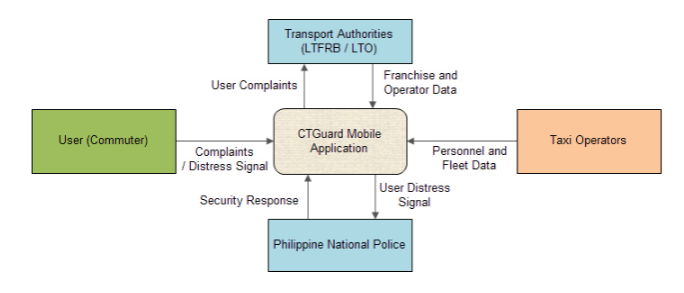 Transport Authorities
(LTFRB / LTO)
User Complaints
Franchise and
Operator Data
User (Commuter)
CTGuard Mobile
Application
Taxi Operators
Complaints
/ Distress Signal
Personnel and
Fleet Data
Security Response
User Distress
Signal
Philippine National Police